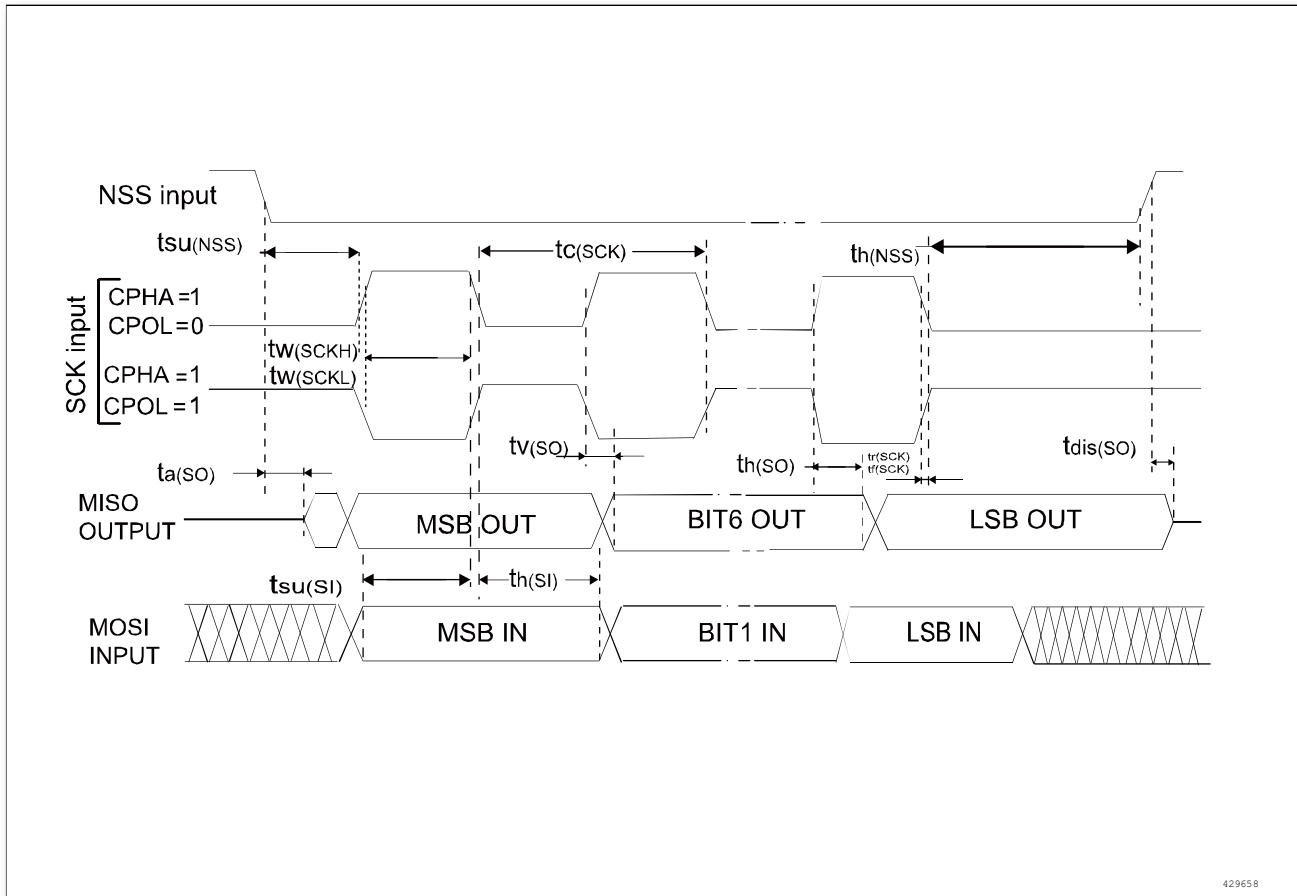 NSS input
tsu(NSS)
tc(SCK)
th(NSS)
SCK input
CPHA=1
CPOL=0
tw(SCKH)
CPHA=1
tw(SCKL)
CPOL=1
tv(SO)
th(SO)
tr(SCK)
tf(SCK)
tdis(SO)
ta(SO)
MISO
OUTPUT
MSB OUT
BIT6 OUT
LSB OUT
tsu(SI)
th(SI)
MOSI
INPUT
MSB IN
BIT1 IN
LSB IN
429658